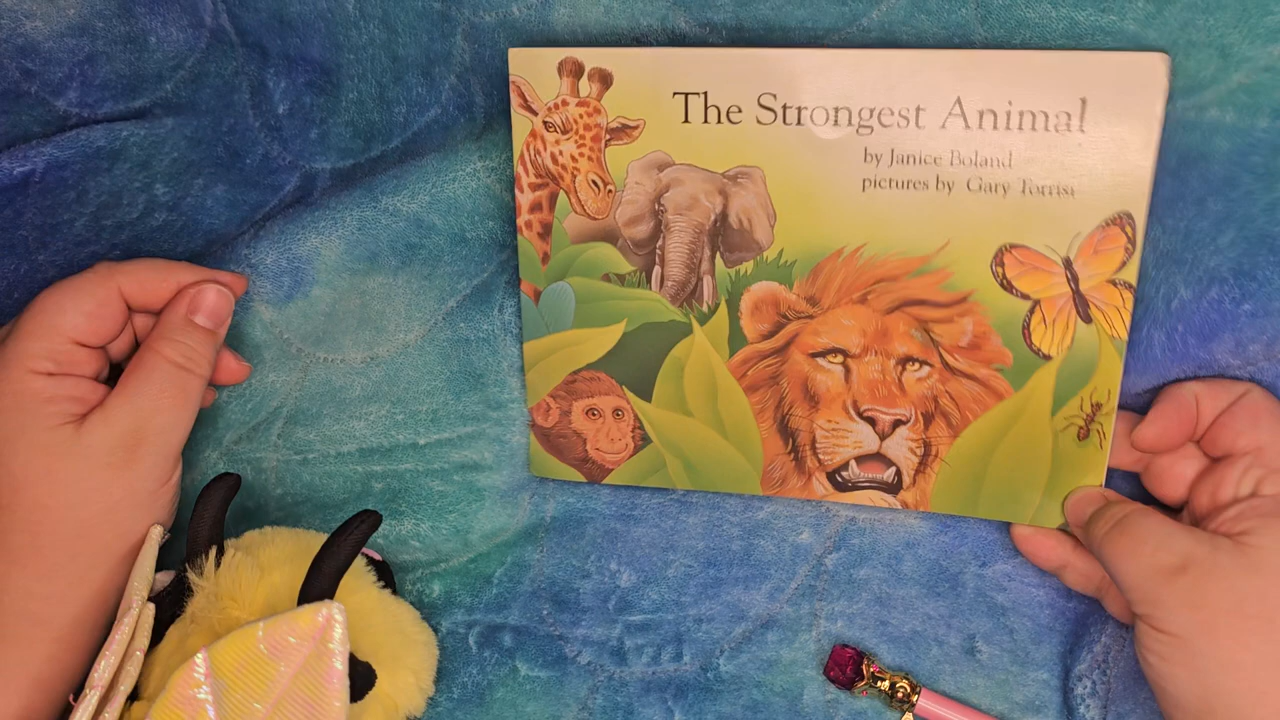 The Strongest Animal
by Janice Boland
pictures by Gary Torrisi